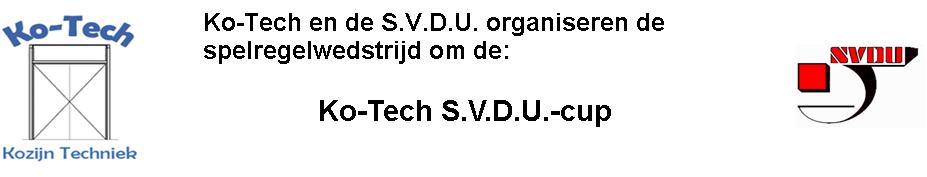 Ko-Tech
Kozijn Techniek
Ko-Tech en de S.V.D.U. organiseren de
spelregelwedstrijd om de:
Ko-Tech S.V.D.U.-cup
SVDU